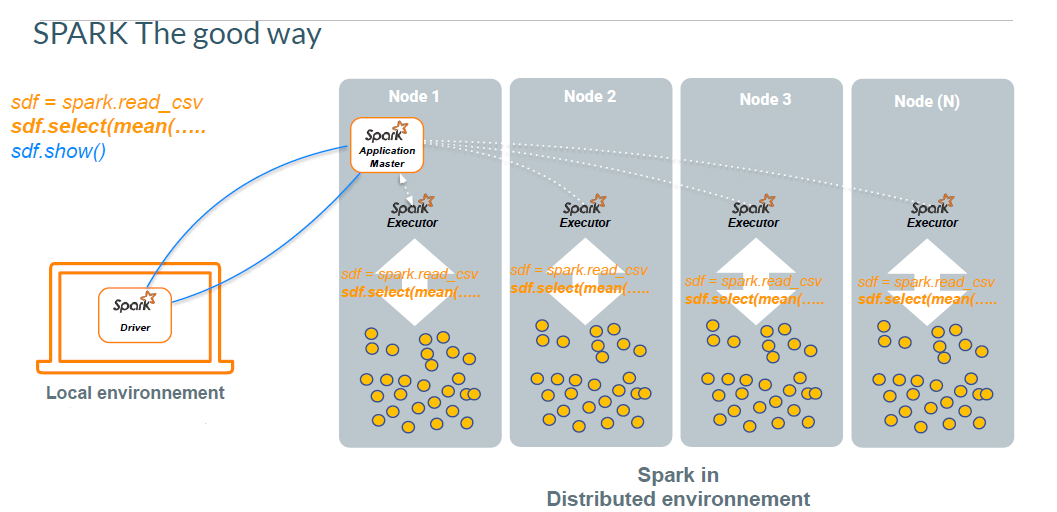 SPARK The good way
sdf = spark.read_csv
sdf.select(mean(.....
sdf.show()
Node 1
Node 2
Node 3
Node (N)
Spark
Application
Master
Spark
Executor
Spark
Executor
Spark
Executor
Spark
Executor
sdf = spark.read_csv
sdf.select(mean(.....
sdf = spark.read_csv
sdf.select(mean(.....
sdf = spark.read_csv
sdf.select(mean(.....
sdf = spark.read_csv
sdf.select(mean(.....
Spark
Driver
Local environnement
Spark in
Distributed environnement